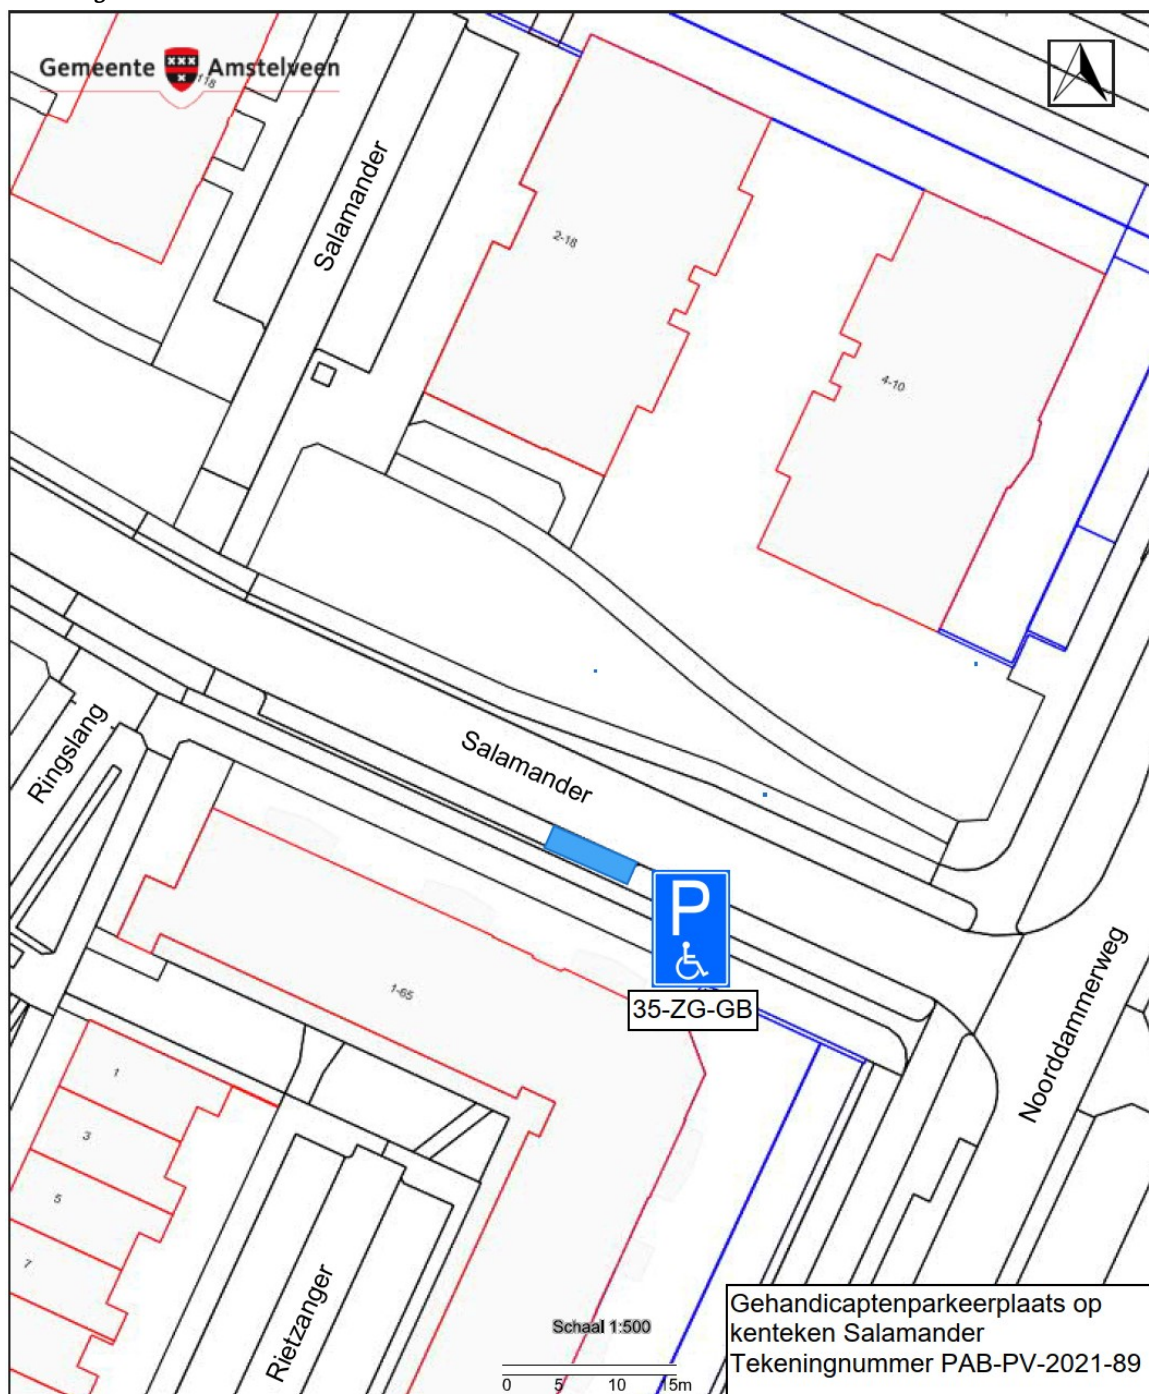 Gemeente Amstelveen
118
Salamander
2-18
4-10
Ringslang
Salamander
P
35-ZG-GB
1-65
Noorddammerweg
1
3
5
7
Rietzanger
Schaal 1:500
0 5 10 15m
Gehandicaptenparkeerplaats op
kenteken Salamander
Tekeningnummer PAB-PV-2021-89